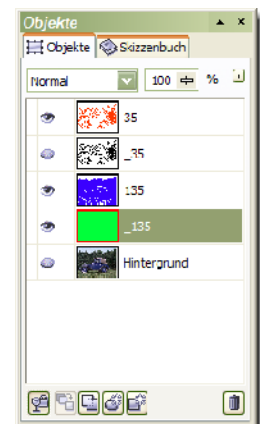 Objekte
Objekte Skizzenbuch
Normal 100 %
35
_35
135
_135
Hintergrund